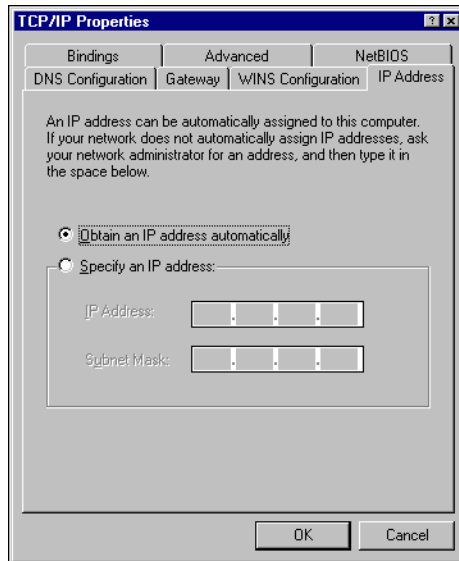 TCP/IP Properties
Bindings Advanced NetBIOS
DNS Configuration Gateway WINS Configuration IP Address
An IP address can be automatically assigned to this computer.
If your network does not automatically assign IP addresses, ask
your network administrator for an address, and then type it in
the space below.
Obtain an IP address automatically
Specify an IP address:
IP Address:
. . .
Subnet Mask:
. . .
OK Cancel